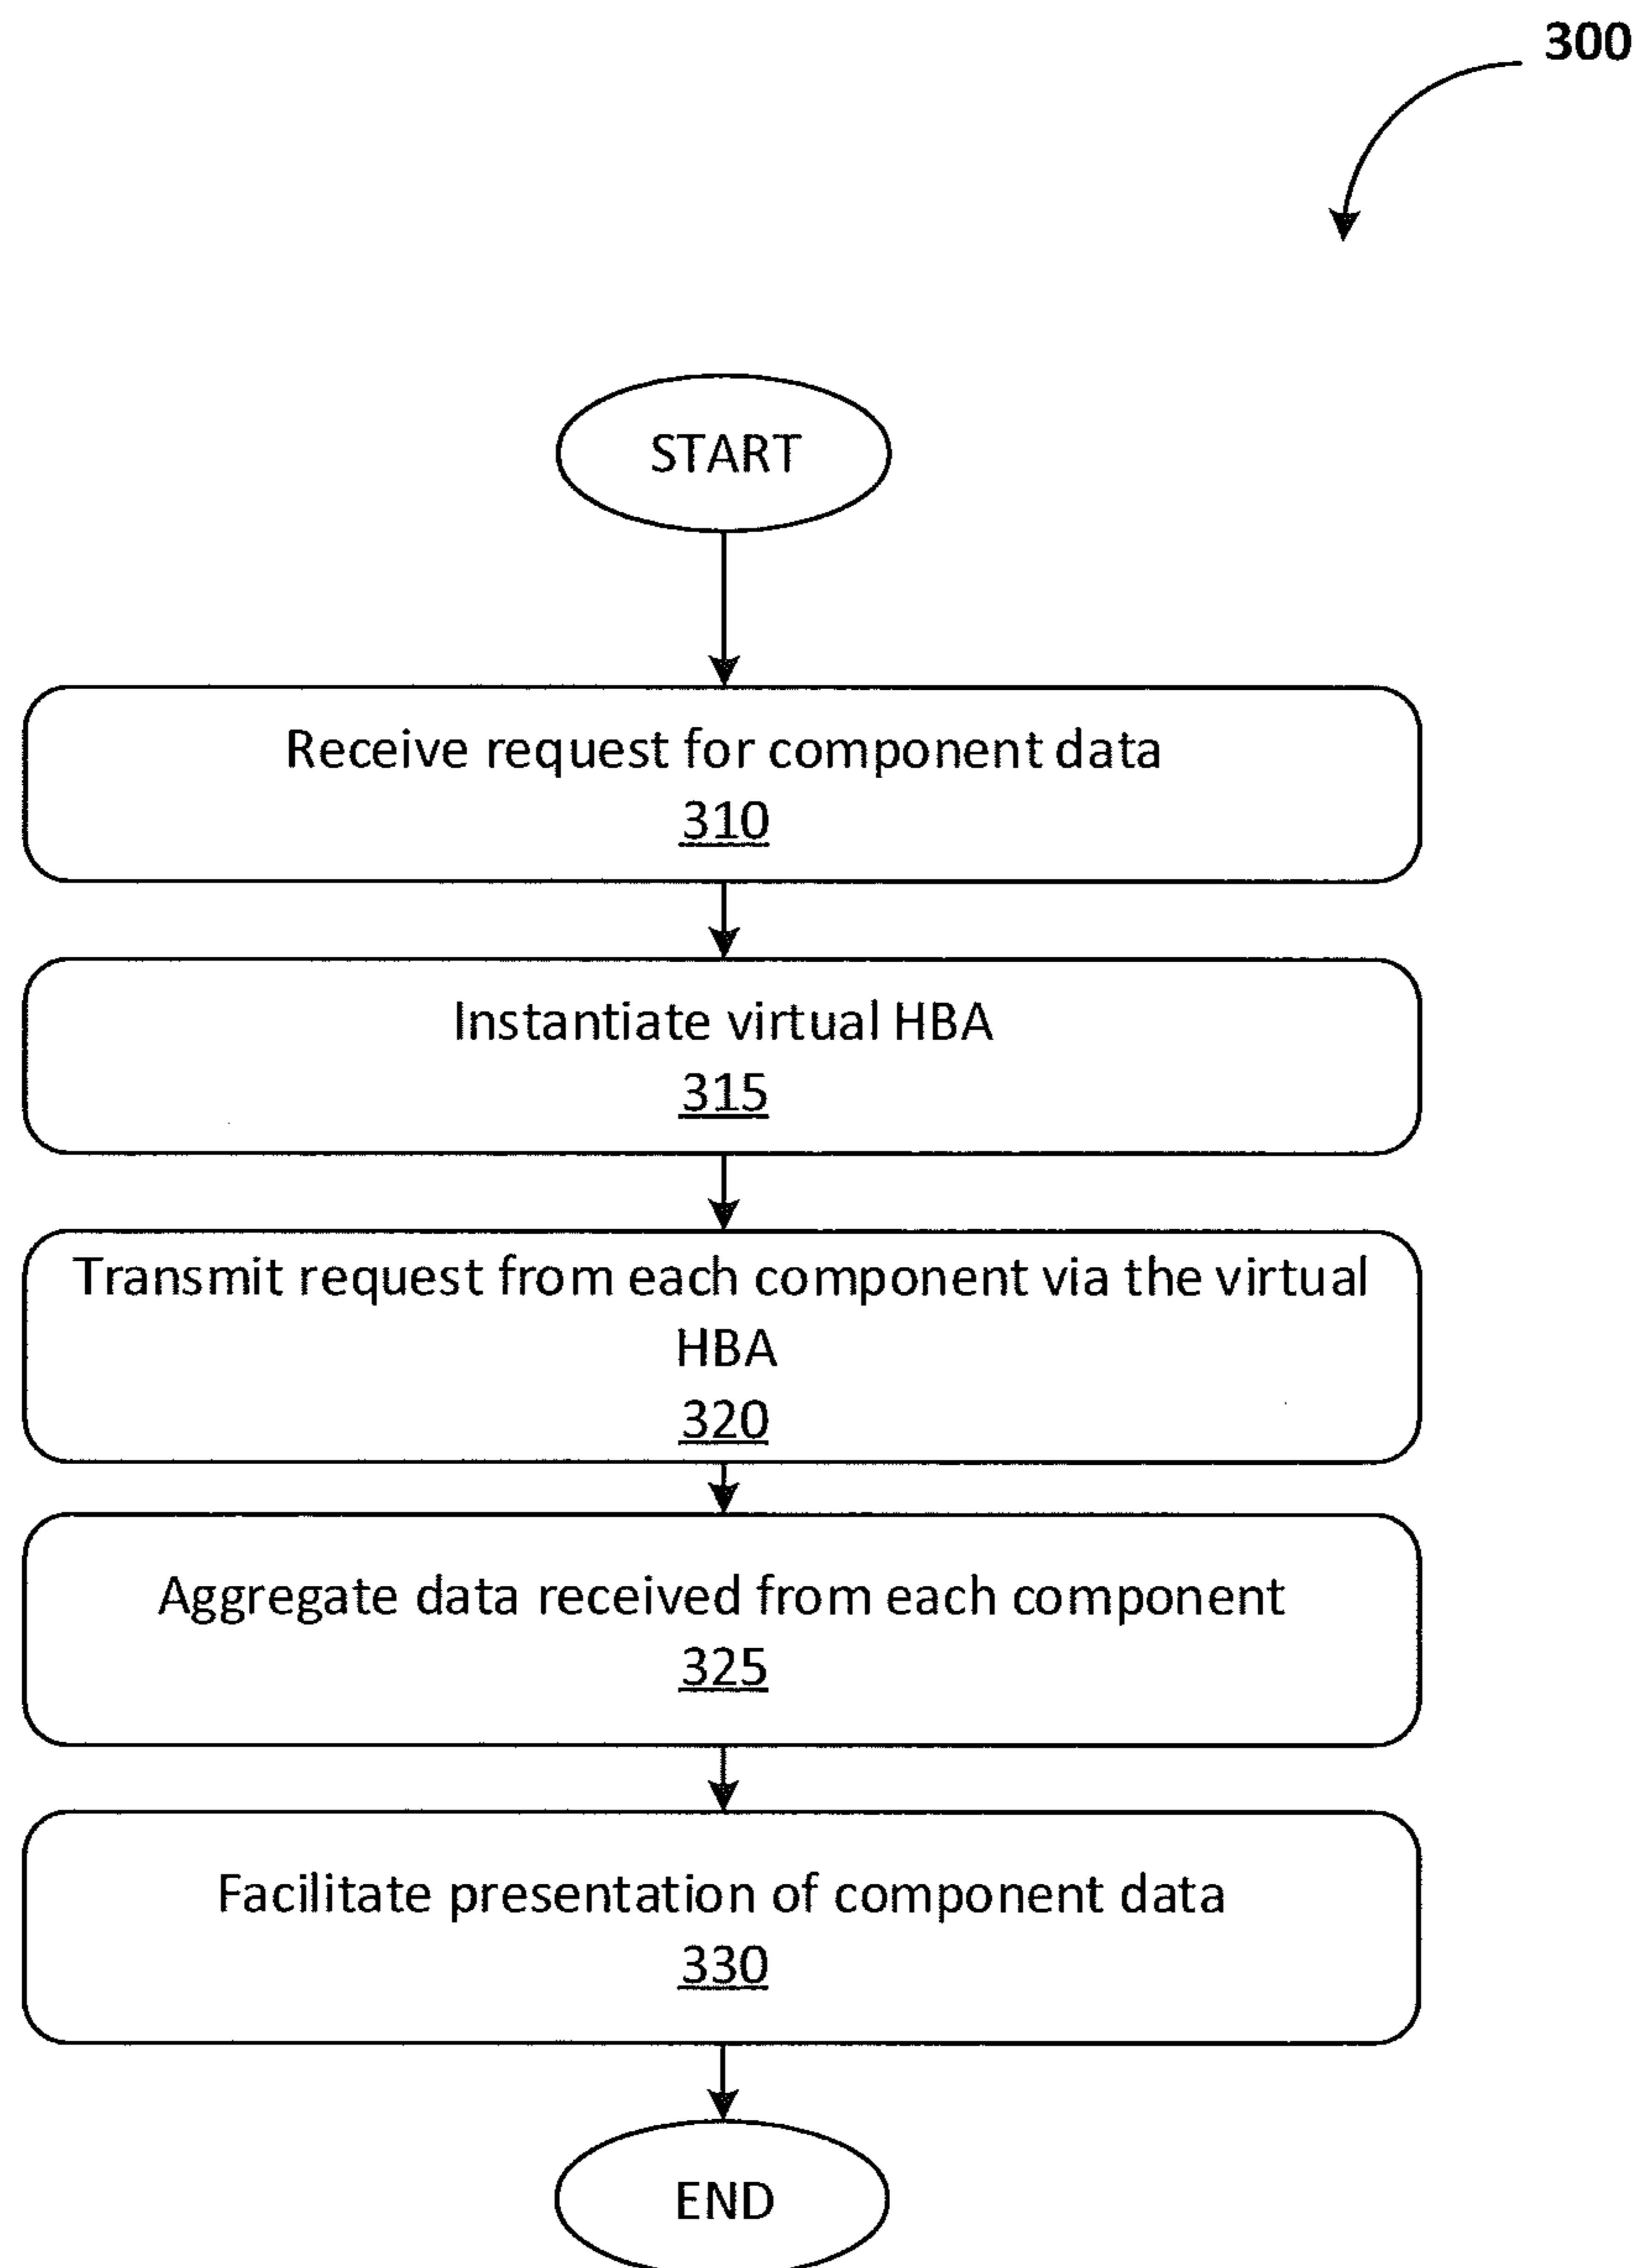 300
START
Receive request for component data
310
Instantiate virtual HBA
315
Transmit request from each component via the virtual
HBA
320
Aggregate data received from each component
325
Facilitate presentation of component data
330
END